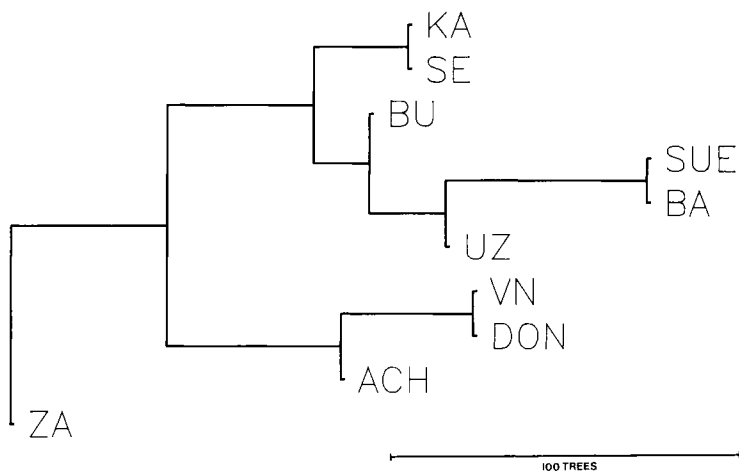 KA
SE
BU
SUE
BA
UZ
VN
DON
ACH
ZA
100 TREES